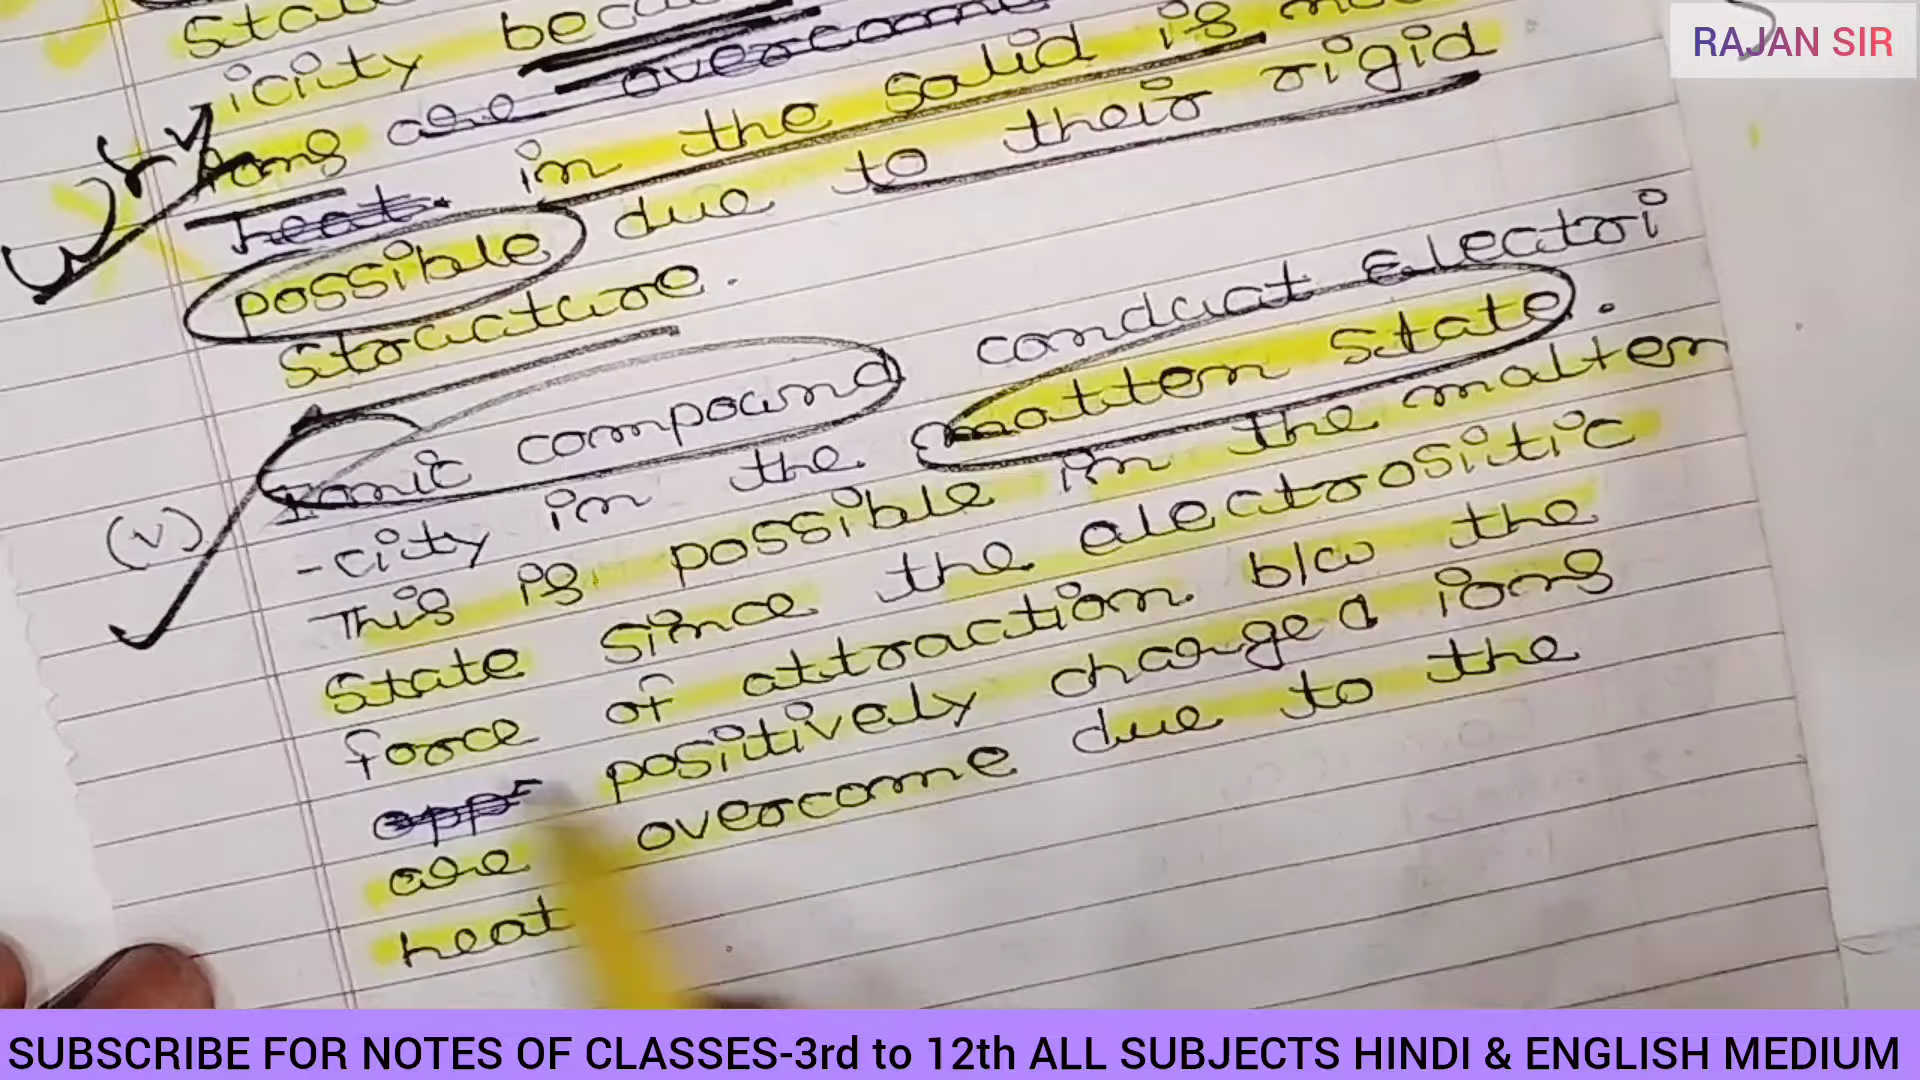 State
icity because
ions are overcome
heat. in the solid is not
possible due to their rigid
structure.
(V) Ionic compound conduct Electri
-city in the motten State.
This is possible in the molten
State since the electrositic
force of attraction b/w the
opp positively charged ions
are overcome due to the
heat
RAJAN SIR
SUBSCRIBE FOR NOTES OF CLASSES-3rd to 12th ALL SUBJECTS HINDI & ENGLISH MEDIUM